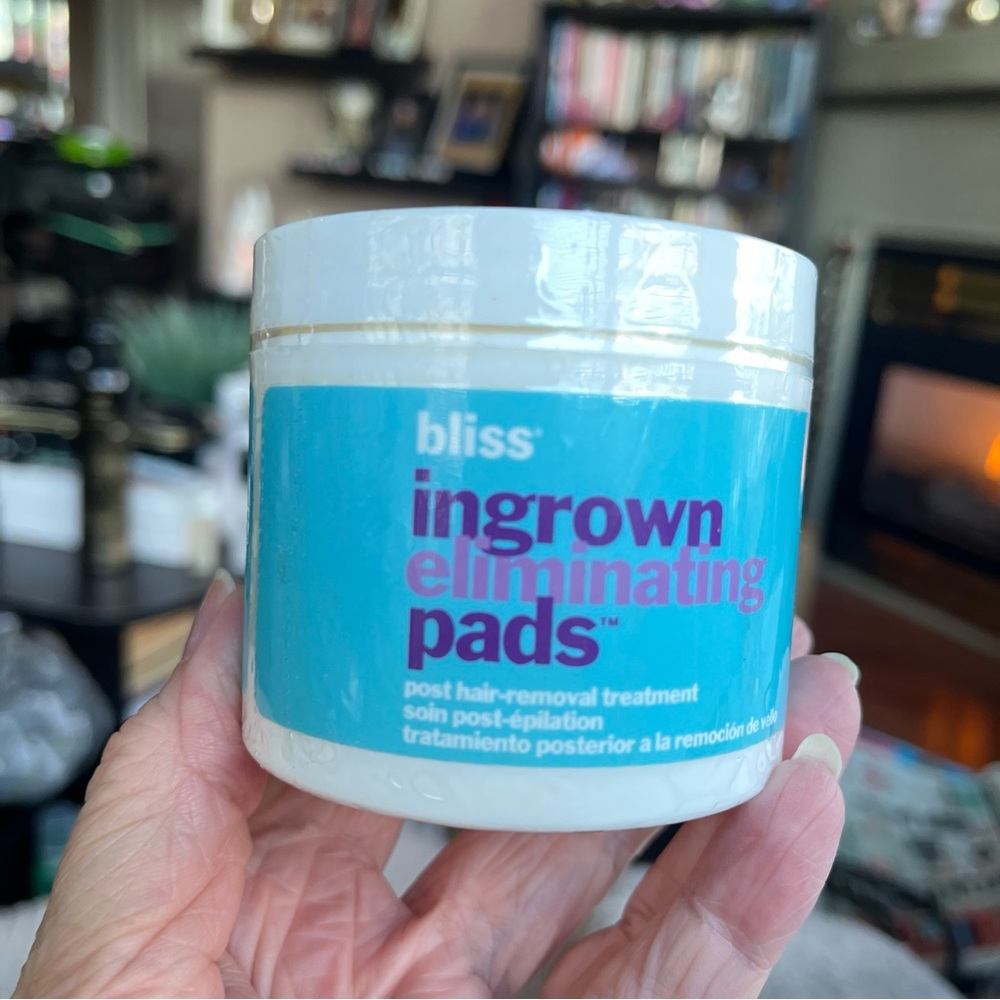 bliss®
ingrown
eliminating
pads™
post hair-removal treatment
soin post-épilation
tratamiento posterior a la remoción de vello